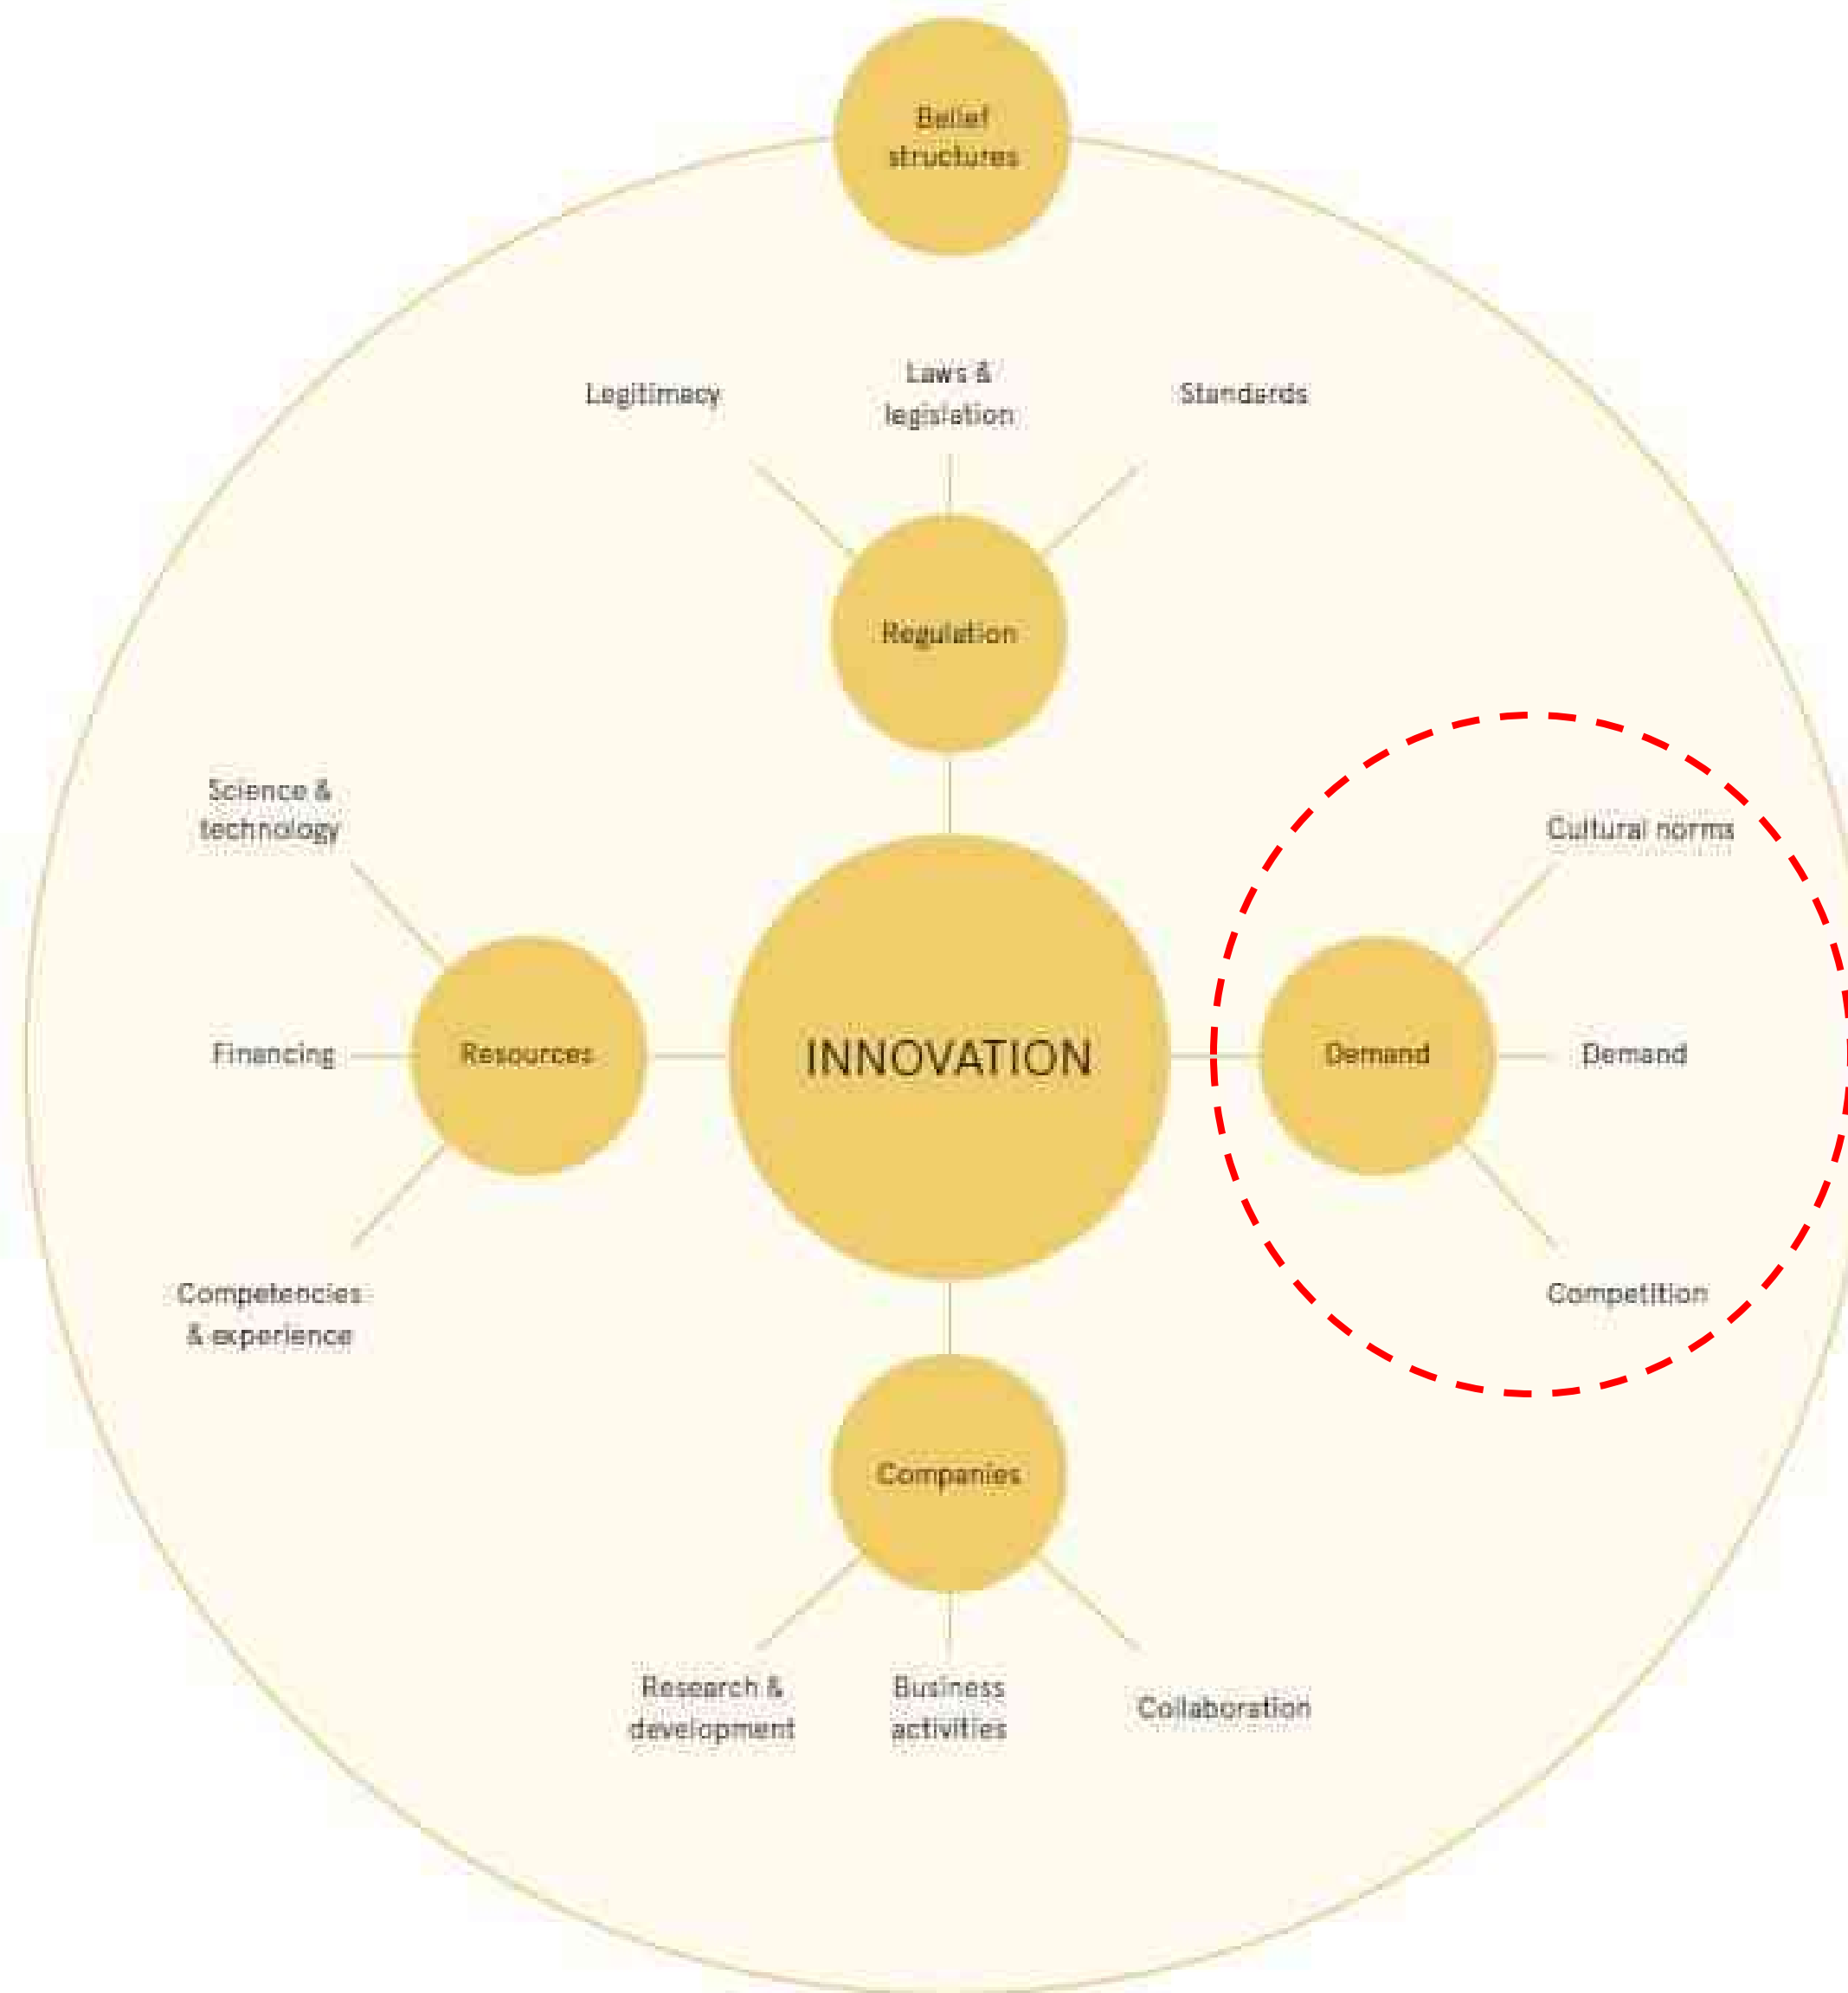 Belief
structures
Legitimacy
Laws &
legislation
Standards
Regulation
Science &
technology
Cultural norms
Financing
Resources
INNOVATION
Demand
Demand
Competencies
& experience
Competition
Companies
Research &
development
Business
activities
Collaboration